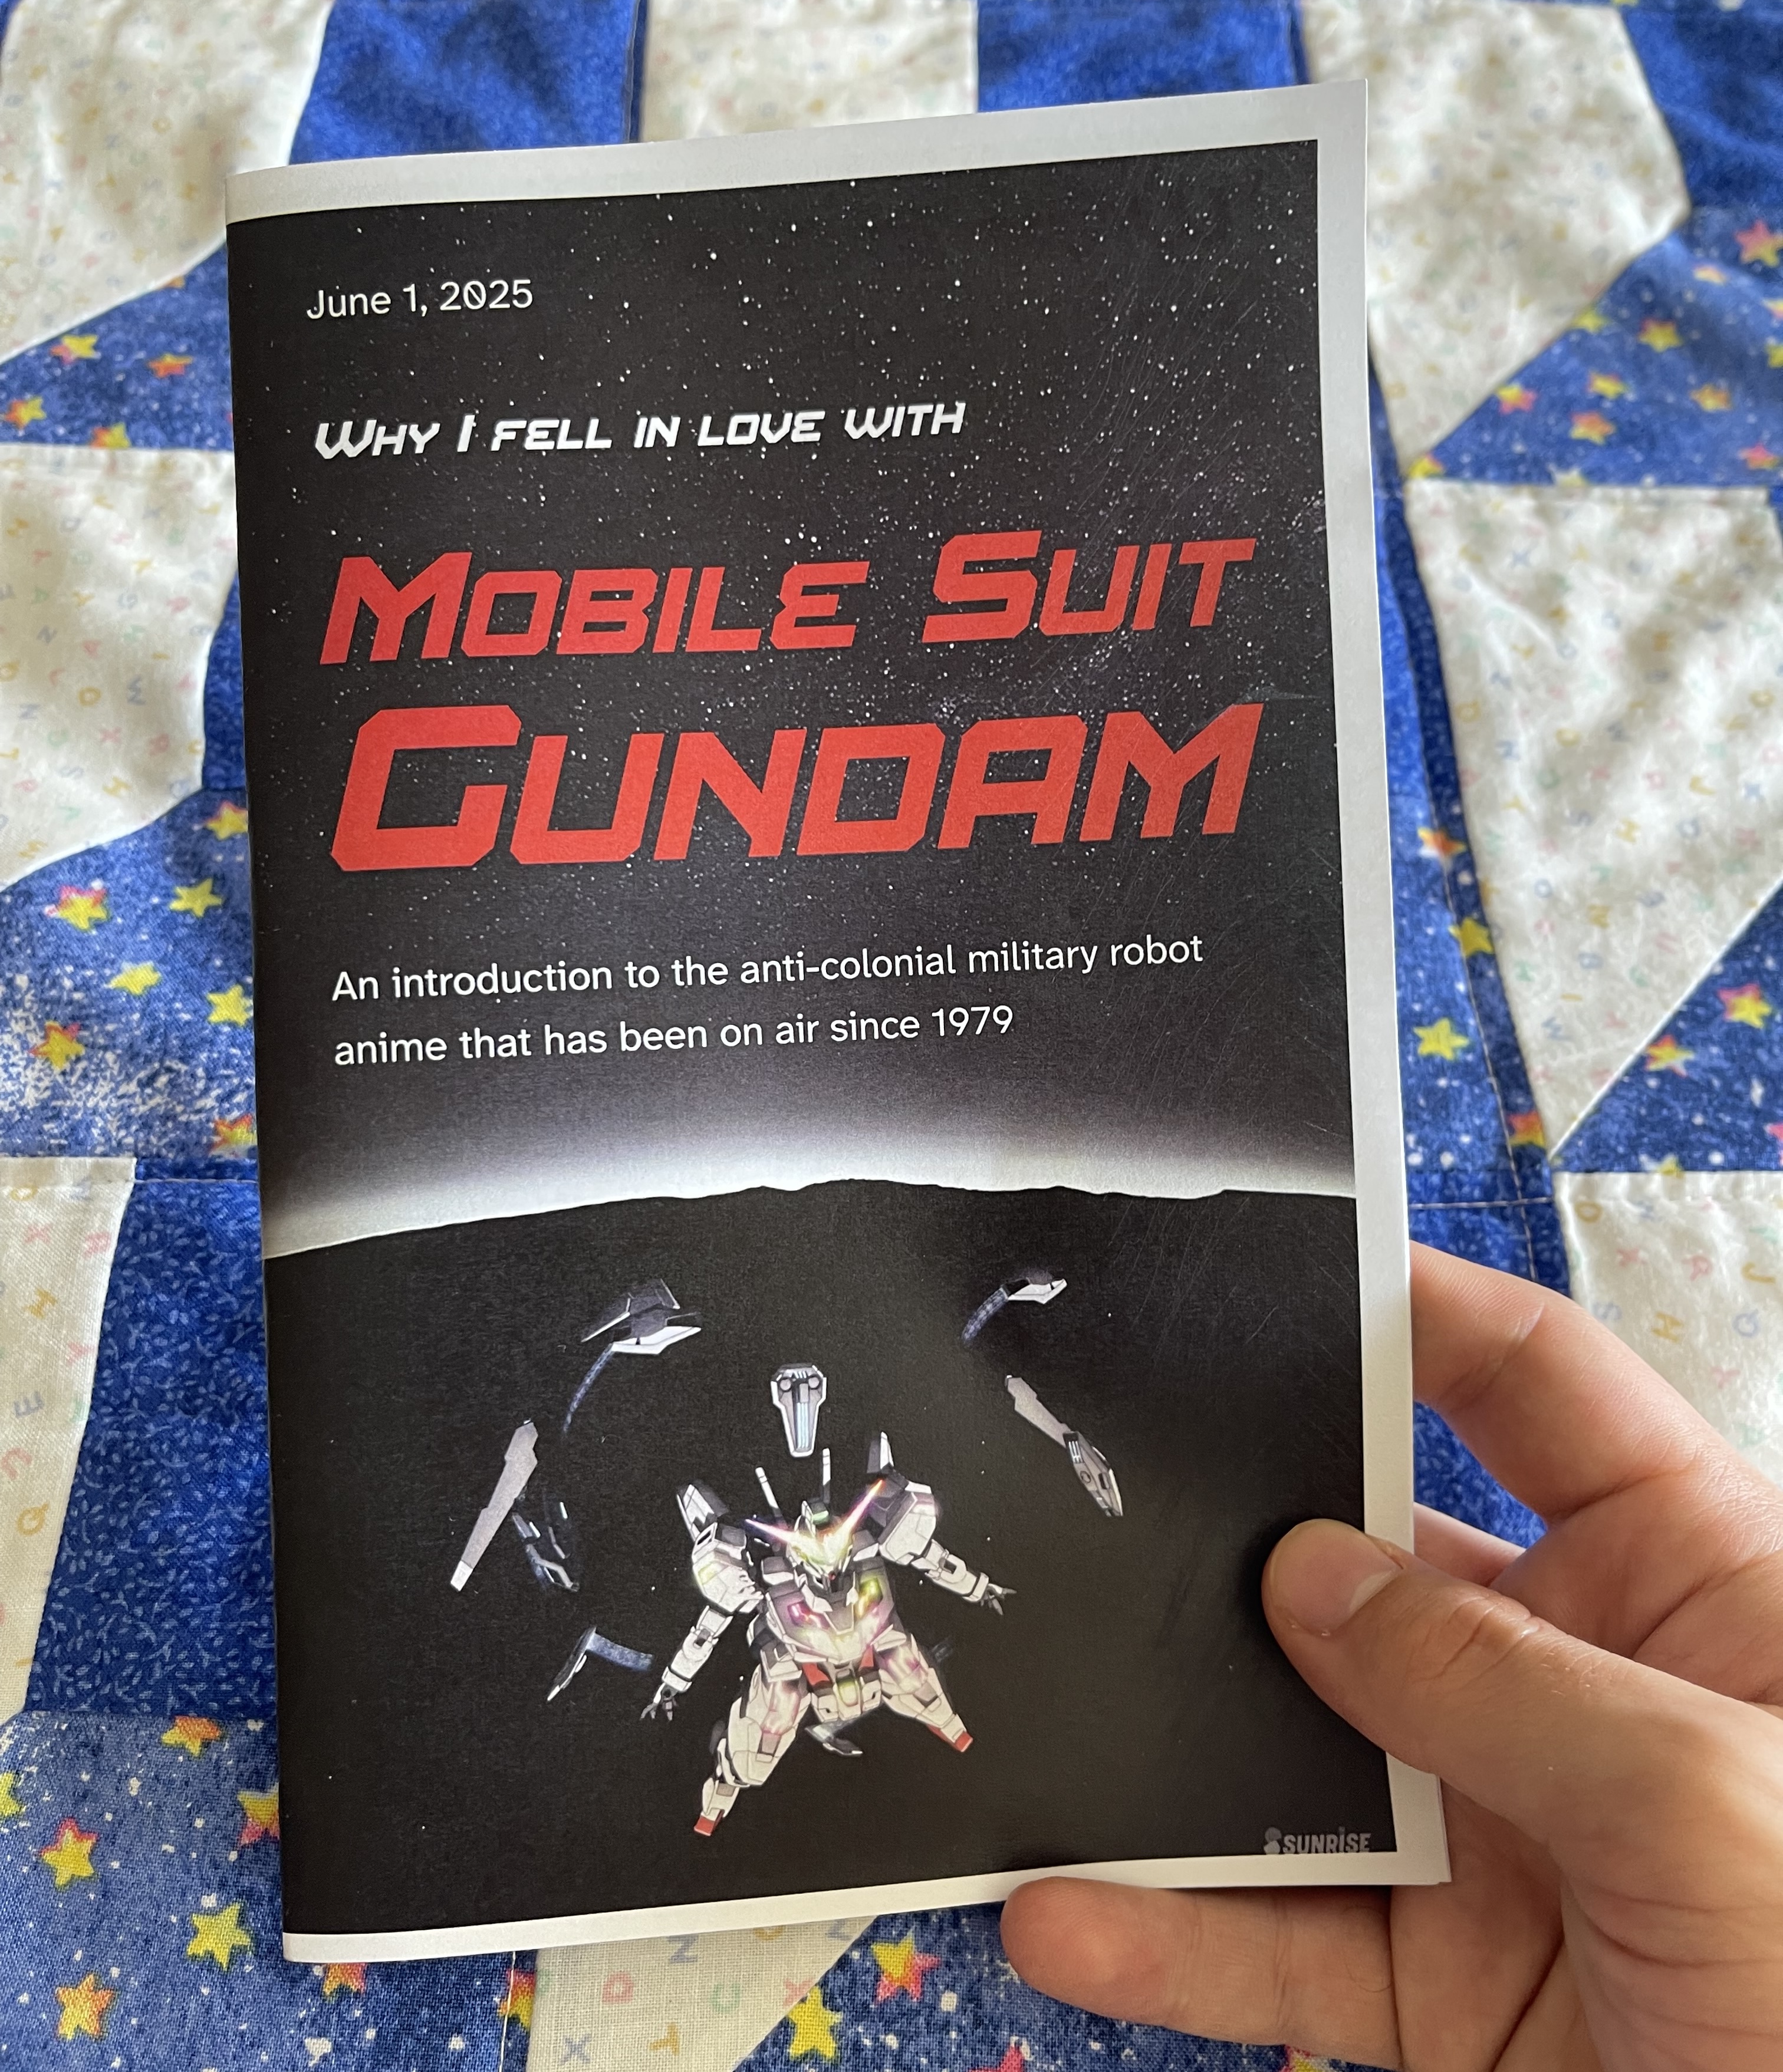 June 1, 2025
Why I fell in love with
Mobile Suit
Gundam
An introduction to the anti-colonial military robot
anime that has been on air since 1979
SUNRISE